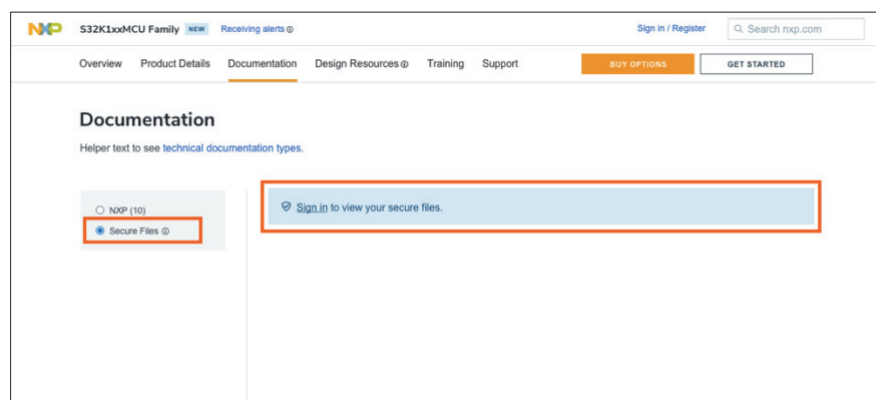 NXP S32K1xxMCU Family NEW Receiving alerts Sign in / Register Search nxp.com
Overview Product Details Documentation Design Resources Training Support BUY OPTIONS GET STARTED
Documentation
Helper text to see technical documentation types.
NXP (10)
Secure Files
Sign in to view your secure files.